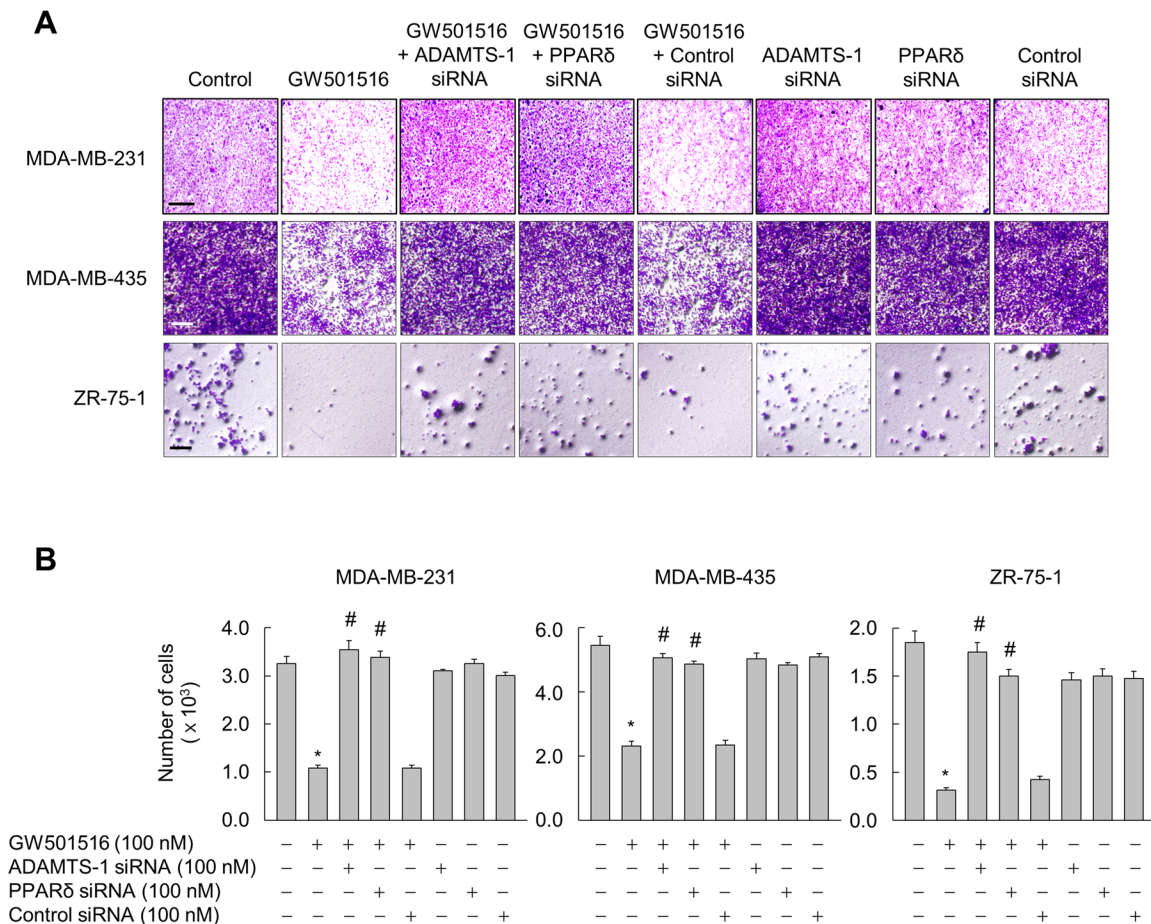 A
Control
GW501516
GW501516
+ ADAMTS-1
siRNA
GW501516
+ PPARδ
siRNA
GW501516
+ Control
siRNA
ADAMTS-1
siRNA
PPARδ
siRNA
Control
siRNA
MDA-MB-231
MDA-MB-435
ZR-75-1
B
MDA-MB-231
MDA-MB-435
ZR-75-1
Number of cells
( x 10³)
4.0
3.0
2.0
1.0
0.0
* # #
6.0
4.0
2.0
0.0
* # #
2.0
1.5
1.0
0.5
0.0
* # #
GW501516 (100 nM) – + + + + – – – – + + + + – – – – + + + + – – –
ADAMTS-1 siRNA (100 nM) – – + – – + – – – – + – – + – – – – + – – + – –
PPARδ siRNA (100 nM) – – – + – – + – – – – + – – + – – – – + – – + –
Control siRNA (100 nM) – – – – + – – + – – – – + – – + – – – – + – – +